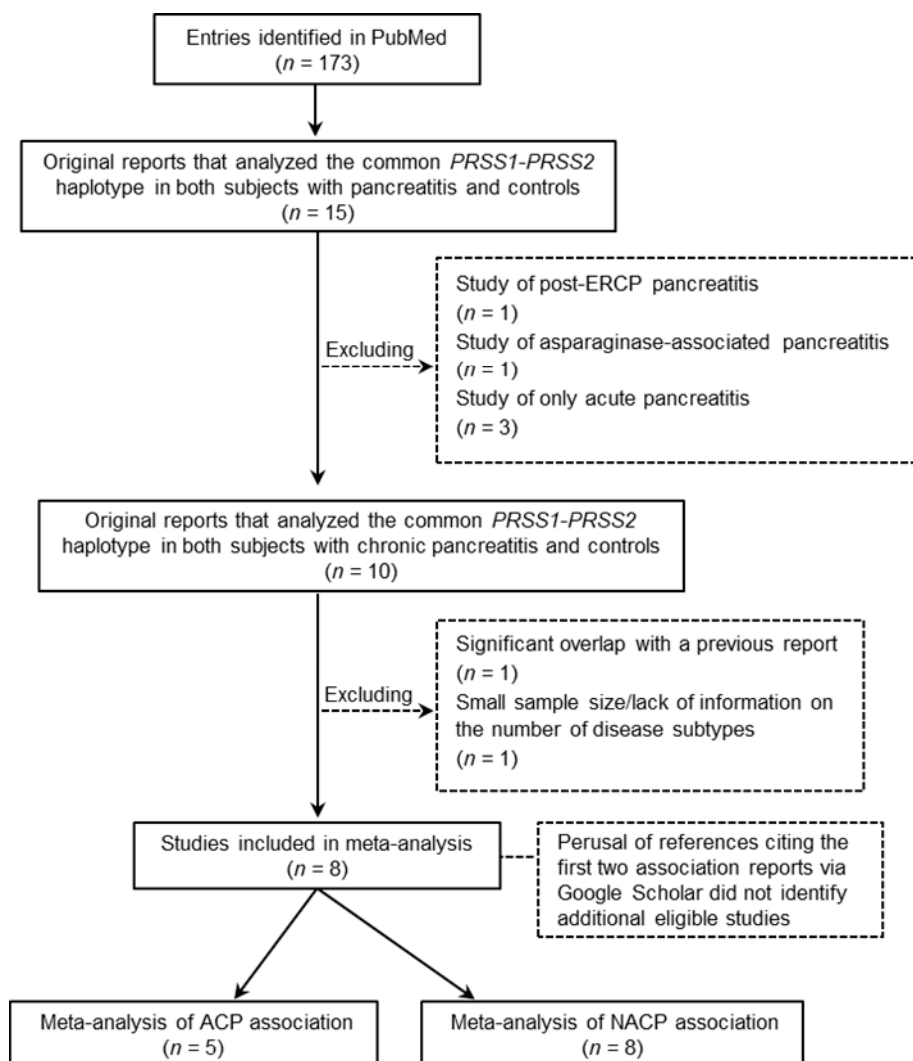 Entries identified in PubMed
(n = 173)
Original reports that analyzed the common PRSS1-PRSS2
haplotype in both subjects with pancreatitis and controls
(n = 15)
Excluding
Study of post-ERCP pancreatitis
(n = 1)
Study of asparaginase-associated pancreatitis
(n = 1)
Study of only acute pancreatitis
(n = 3)
Original reports that analyzed the common PRSS1-PRSS2
haplotype in both subjects with chronic pancreatitis and controls
(n = 10)
Excluding
Significant overlap with a previous report
(n = 1)
Small sample size/lack of information on
the number of disease subtypes
(n = 1)
Studies included in meta-analysis
(n = 8)
Perusal of references citing the
first two association reports via
Google Scholar did not identify
additional eligible studies
Meta-analysis of ACP association
(n = 5)
Meta-analysis of NACP association
(n = 8)